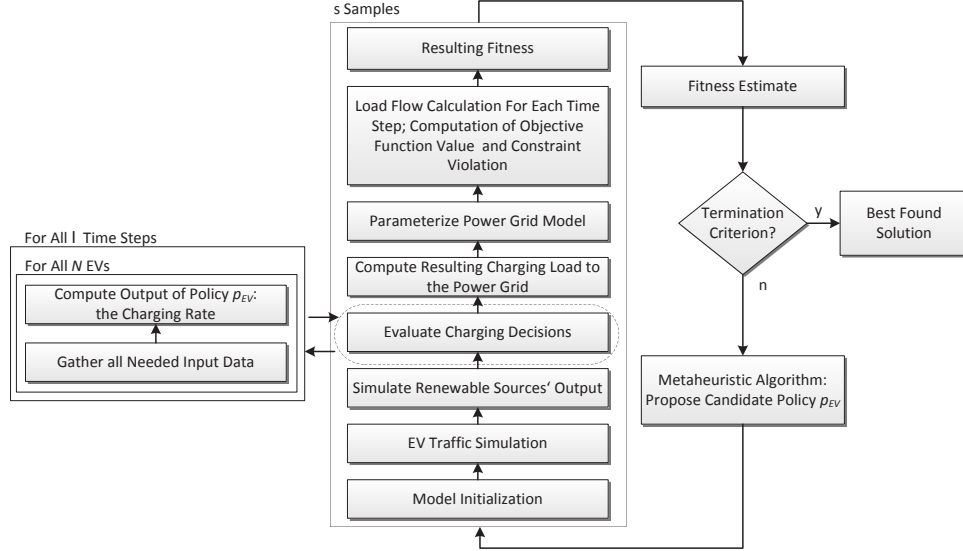 s Samples
Resulting Fitness
Load Flow Calculation For Each Time
Step; Computation of Objective
Function Value and Constraint
Violation
Parameterize Power Grid Model
Compute Resulting Charging Load to
the Power Grid
Evaluate Charging Decisions
Simulate Renewable Sources‘ Output
EV Traffic Simulation
Model Initialization
For All I Time Steps
For All N EVs
Compute Output of Policy pEV:
the Charging Rate
Gather all Needed Input Data
Fitness Estimate
Termination
Criterion?
y
Best Found
Solution
n
Metaheuristic Algorithm:
Propose Candidate Policy pEV